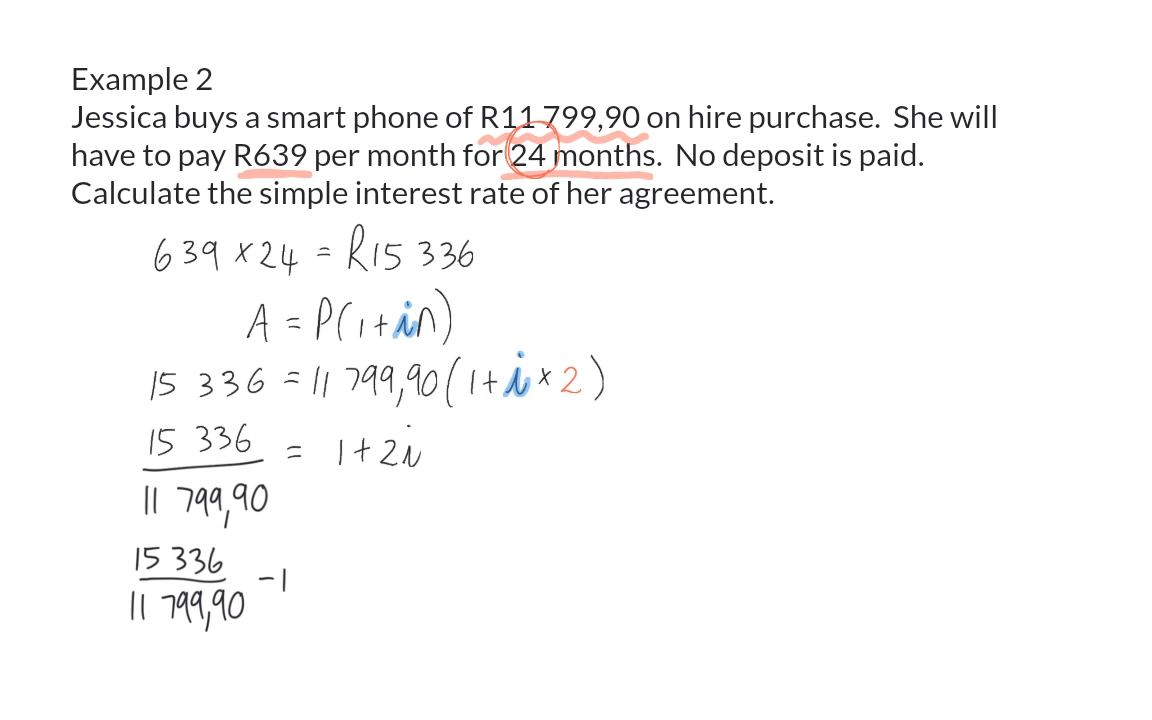 Example 2
Jessica buys a smart phone of R11 799,90 on hire purchase. She will
have to pay R639 per month for 24 months. No deposit is paid.
Calculate the simple interest rate of her agreement.
639 × 24 = R15 336
A = P(1+in)
15 336 = 11 799,90(1+i×2)
15 336
= 1+2i
11 799,90
15 336
-1
11 799,90